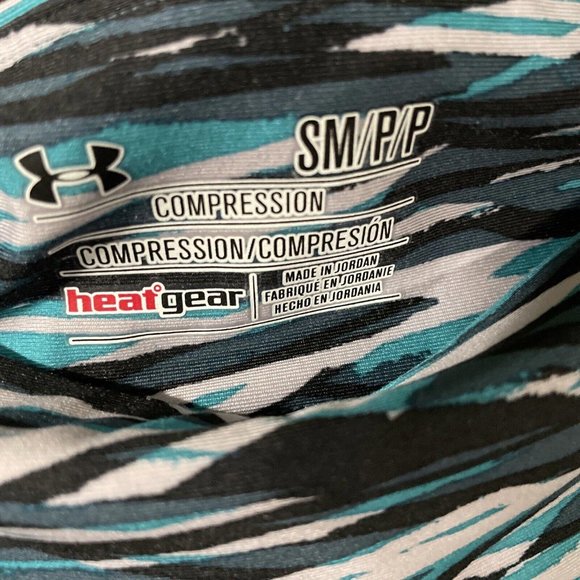 SM/P/P
COMPRESSION
COMPRESSION/COMPRESIÓN
heatgear
MADE IN JORDAN
FABRIQUÉ EN JORDANIE
HECHO EN JORDANIA